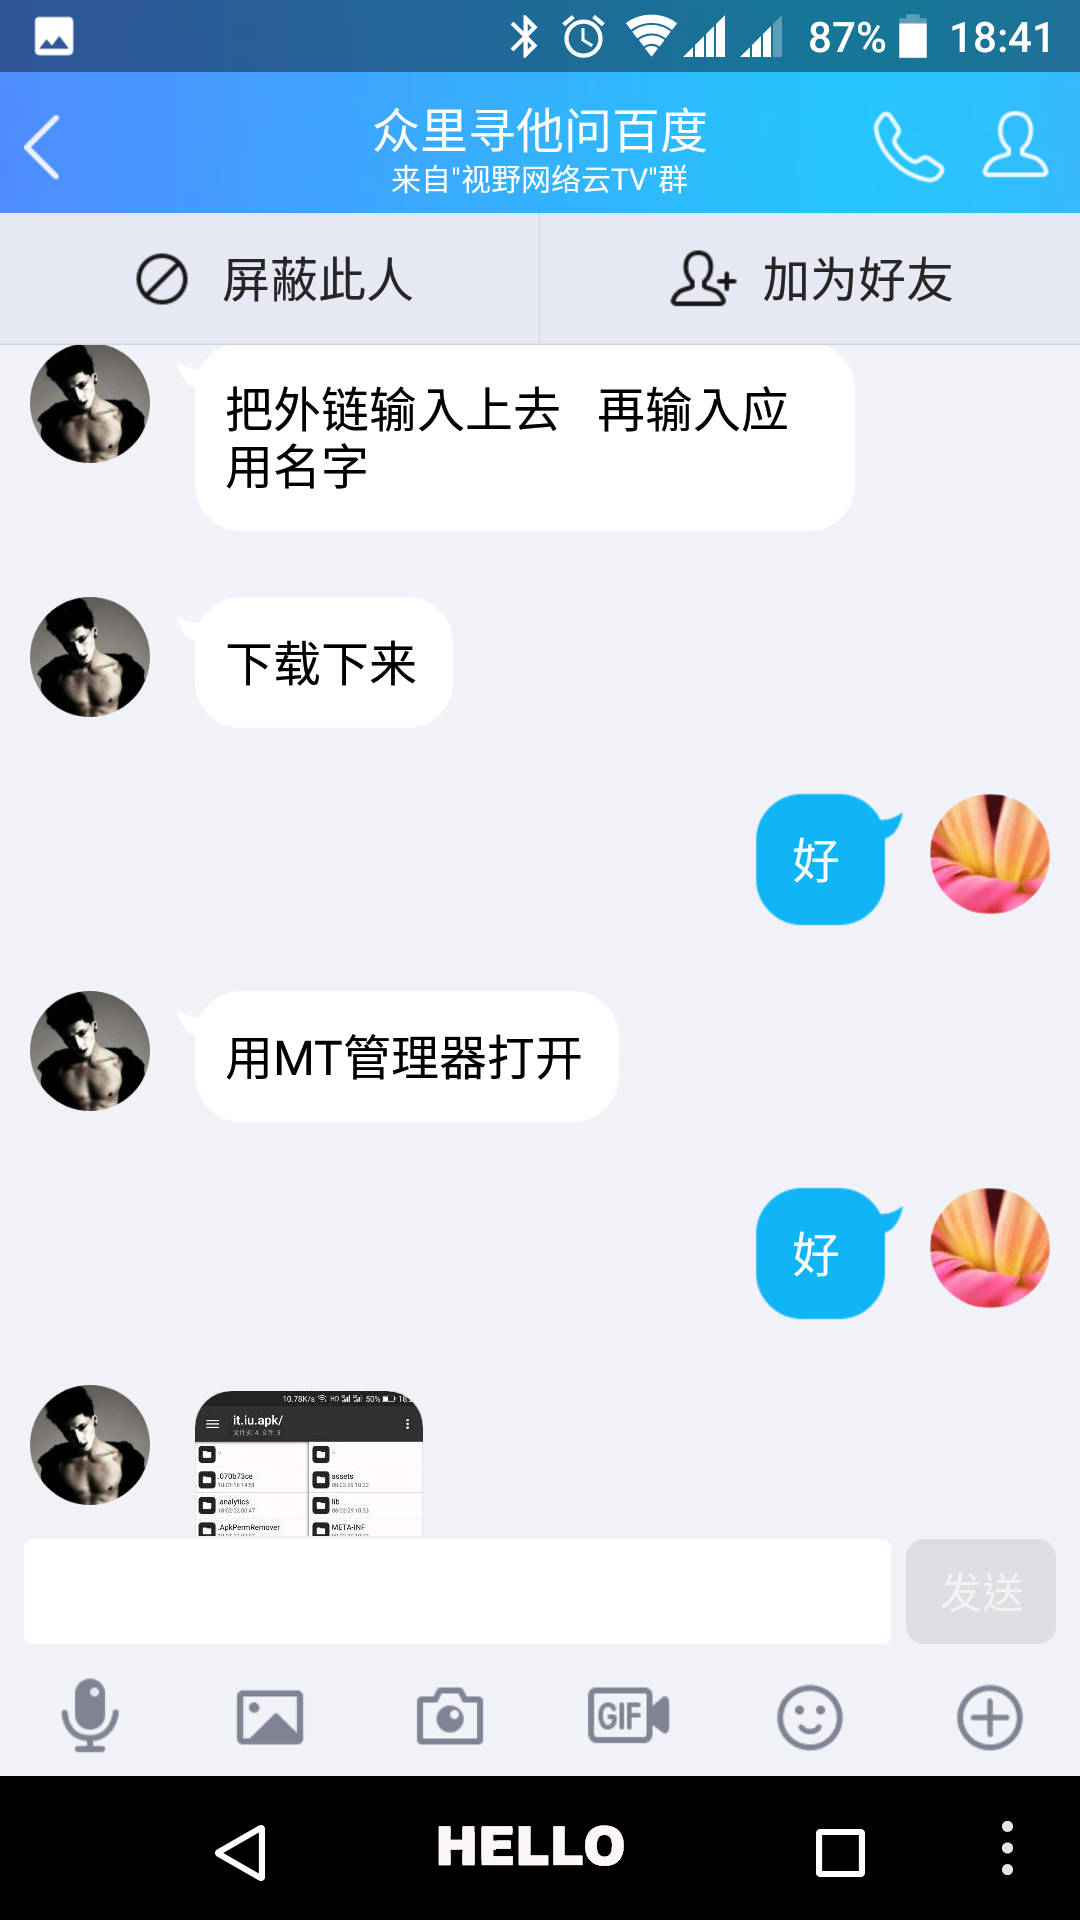 87% 18:41
众里寻他问百度
来自"视野网络云TV"群
屏蔽此人 加为好友
把外链输入上去 再输入应
用名字
下载下来
好
用MT管理器打开
好
10.78K/s HD 50%
it.iu.apk/
.070b73ce assets
.analytics lib
.ApkPermRemover META-INF
发送
GIF
HELLO